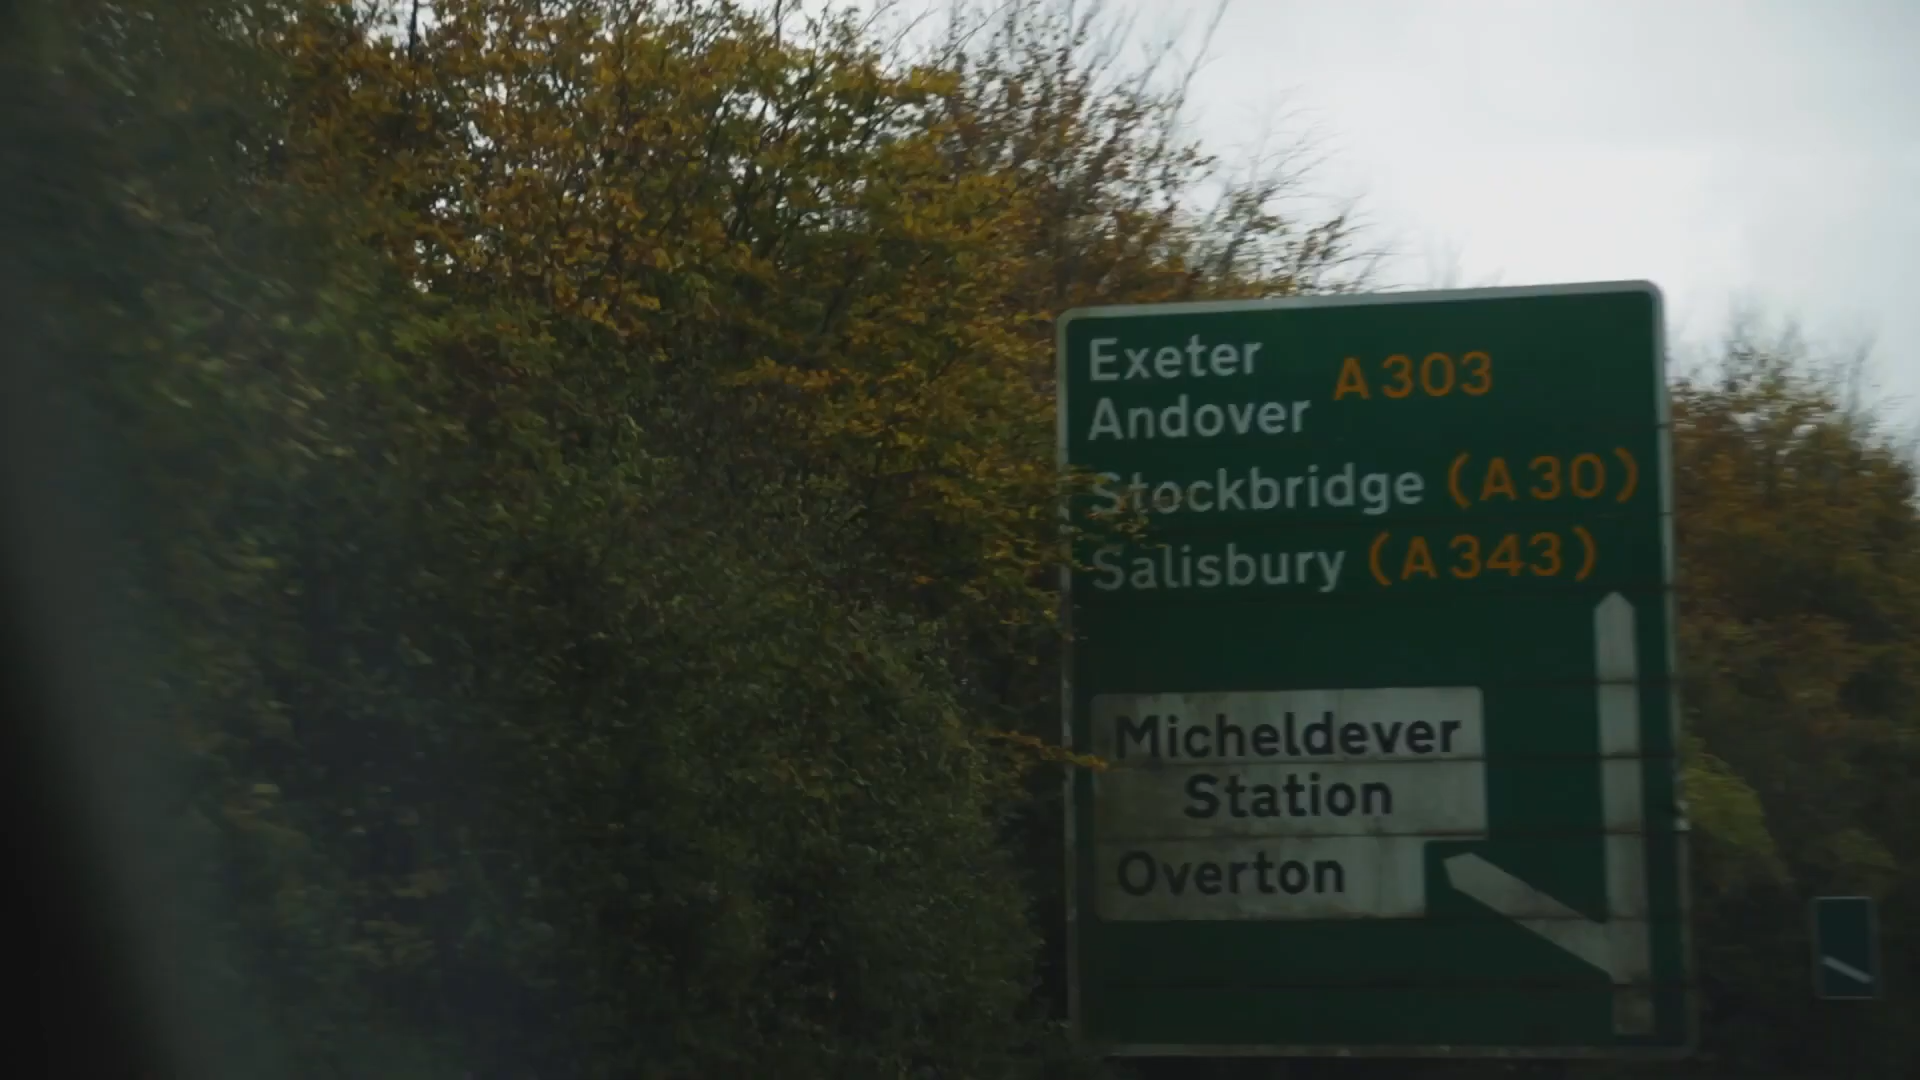 Exeter
Andover A303
Stockbridge (A30)
Salisbury (A343)
Micheldever
Station
Overton